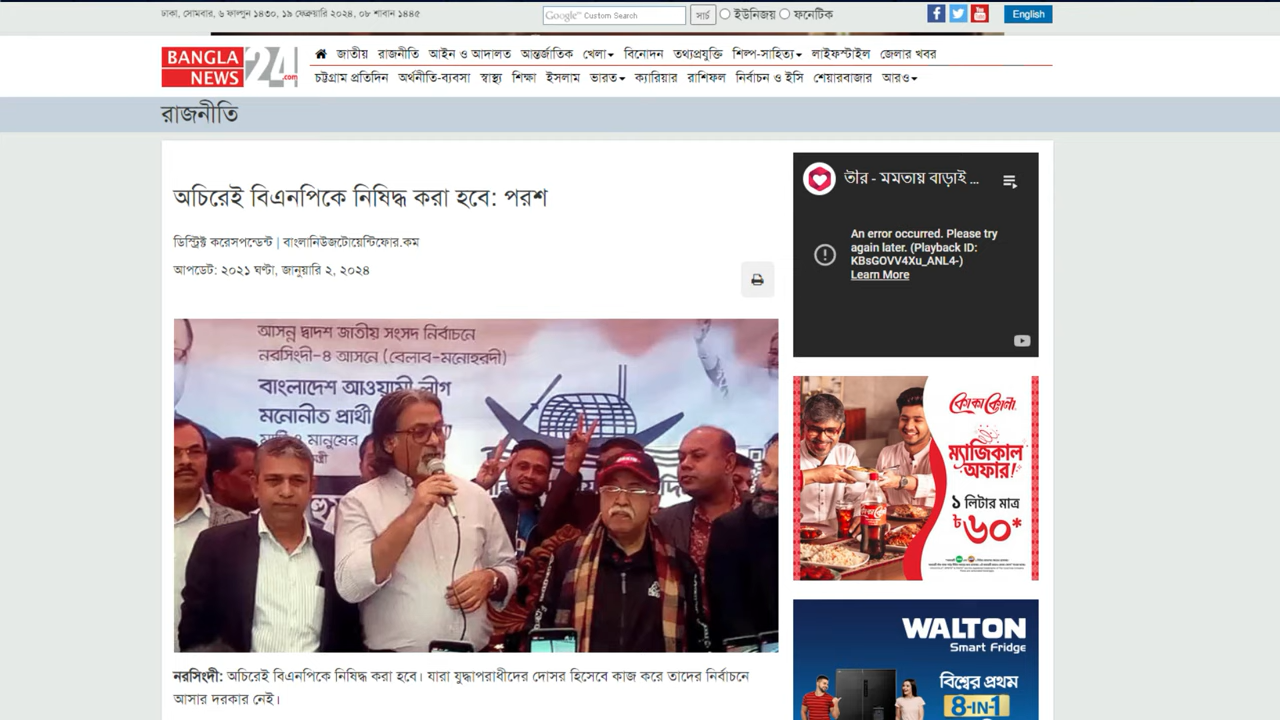 ঢাকা, সোমবার, ৬ ফাল্গুন ১৪৩০, ১৯ ফেব্রুয়ারি ২০২৪, ০৮ শাবান ১৪৪৫
Google Custom Search সার্চ ইউনিজয় ফনেটিক
English
BANGLA NEWS 24.com
জাতীয় রাজনীতি আইন ও আদালত আন্তর্জাতিক খেলা বিনোদন তথ্যপ্রযুক্তি শিল্প-সাহিত্য লাইফস্টাইল জেলার খবর
চট্টগ্রাম প্রতিদিন অর্থনীতি-ব্যবসা স্বাস্থ্য শিক্ষা ইসলাম ভারত ক্যারিয়ার রাশিফল নির্বাচন ও ইসি শেয়ারবাজার আরও
রাজনীতি
অচিরেই বিএনপিকে নিষিদ্ধ করা হবে: পরশ
ডিস্ট্রিক্ট করেসপন্ডেন্ট | বাংলানিউজটোয়েন্টিফোর.কম
আপডেট: ২০২১ ঘণ্টা, জানুয়ারি ২, ২০২৪
আসন্ন দ্বাদশ জাতীয় সংসদ নির্বাচনে
নরসিংদী-৪ আসনে (বেলাব-মনোহরদী)
বাংলাদেশ আওয়ামী লীগ
মনোনীত প্রার্থী
মাটি ও মানুষের
নরসিংদী: অচিরেই বিএনপিকে নিষিদ্ধ করা হবে। যারা যুদ্ধাপরাধীদের দোসর হিসেবে কাজ করে তাদের নির্বাচনে
আসার দরকার নেই।
তীর - মমতায় বাড়াই ...
An error occurred. Please try
again later. (Playback ID:
KBsGOVV4Xu_ANL4-)
Learn More
কোকা-কোলা
ম্যাজিকাল
অফার!
১ লিটার মাত্র
৳৬০*
WALTON
Smart Fridge
বিশ্বের প্রথম
8-IN-1